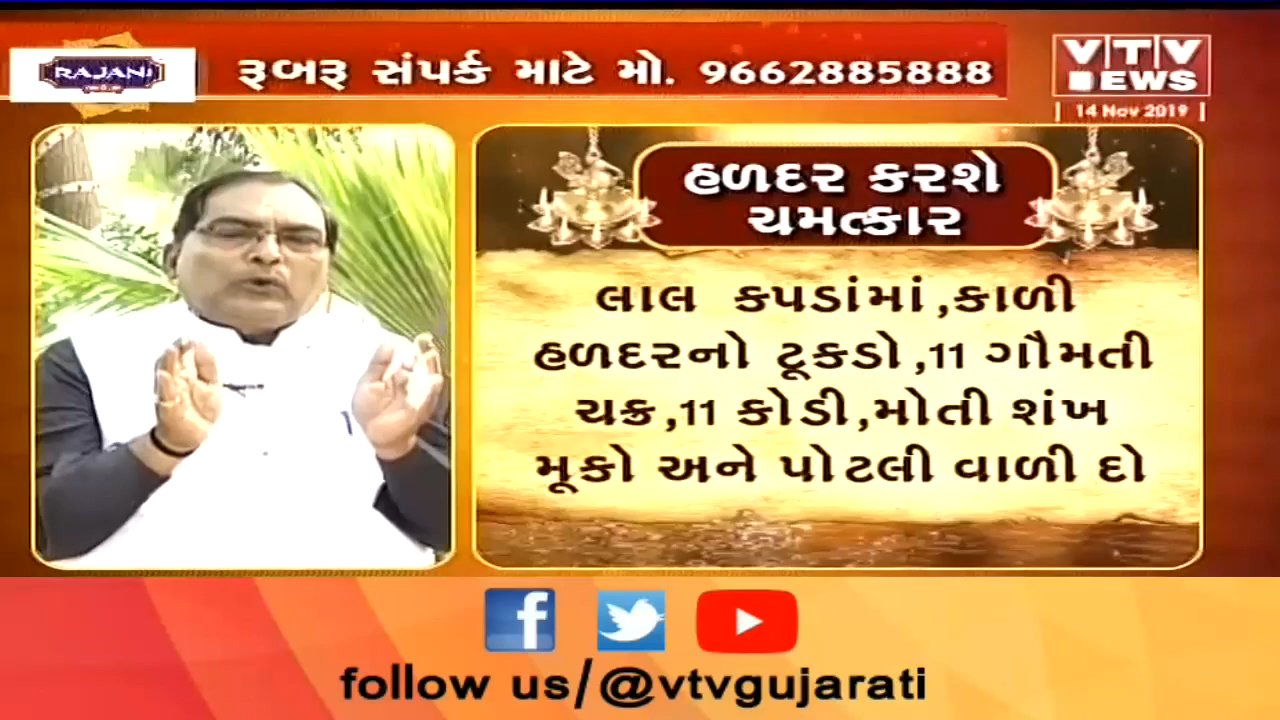 RAJANI
રૂબરૂ સંપર્ક માટે મો. 9662885888
VTV
NEWS
14 Nov 2019
હળદર કરશે
ચમત્કાર
લાલ કપડાંમાં,કાળી
હળદરનો ટૂકડો,11 ગૌમતી
ચક્ર,11 કોડી,મોતી શંખ
મૂકો અને પોટલી વાળી દો
follow us/@vtvgujarati